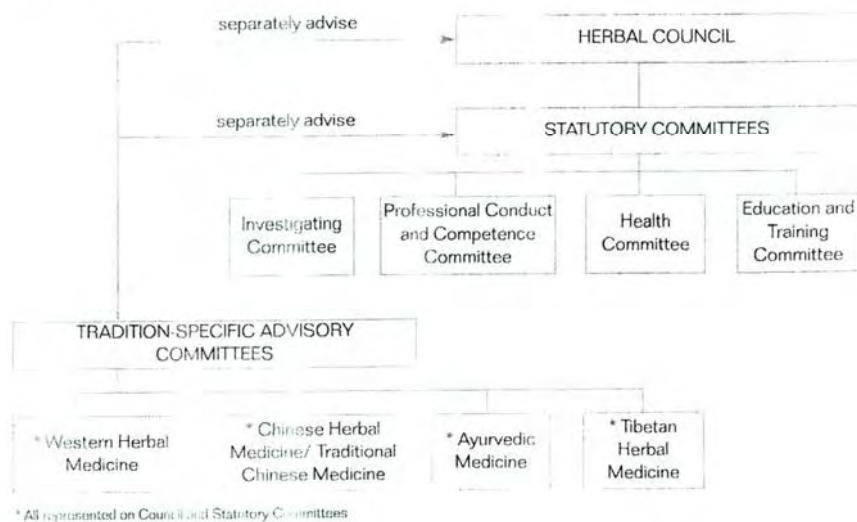 separately advise
HERBAL COUNCIL
separately advise
STATUTORY COMMITTEES
Investigating
Committee
Professional Conduct
and Competence
Committee
Health
Committee
Education and
Training
Committee
TRADITION-SPECIFIC ADVISORY
COMMITTEES
* Western Herbal
Medicine
* Chinese Herbal
Medicine/ Traditional
Chinese Medicine
* Ayurvedic
Medicine
* Tibetan
Herbal
Medicine
* All represented on Council and Statutory Committees